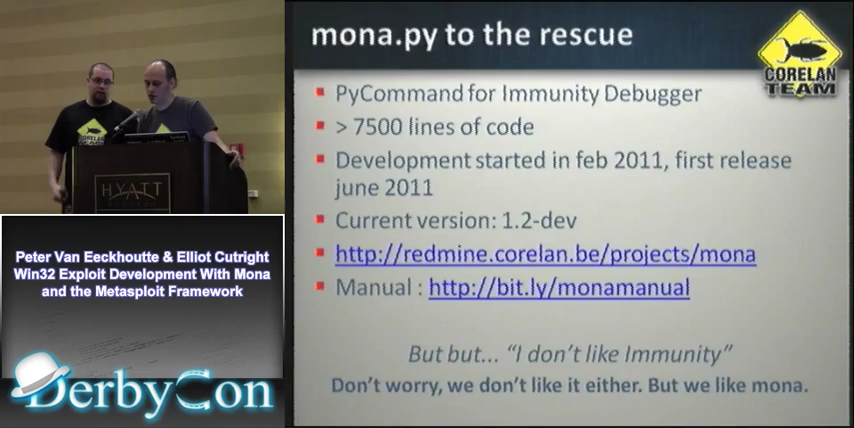 mona.py to the rescue
CORELAN
TEAM
PyCommand for Immunity Debugger
> 7500 lines of code
Development started in feb 2011, first release
june 2011
Current version: 1.2-dev
http://redmine.corelan.be/projects/mona
Manual : http://bit.ly/monamanual
But but... “I don’t like Immunity”
Don’t worry, we don’t like it either. But we like mona.
CORELAN
TEAM
HYATT
Peter Van Eeckhoutte & Elliot Cutright
Win32 Exploit Development With Mona
and the Metasploit Framework
DerbyCon